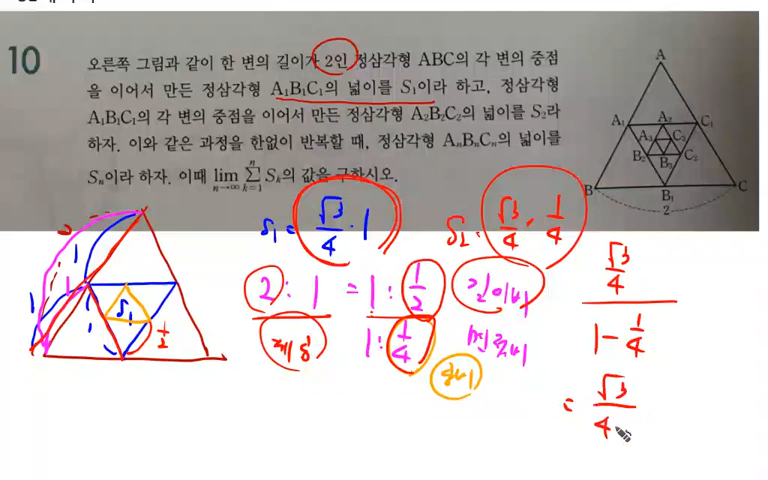 10
오른쪽 그림과 같이 한 변의 길이가 2인 정삼각형 ABC의 각 변의 중점
을 이어서 만든 정삼각형 A₁B₁C₁의 넓이를 S₁이라 하고, 정삼각형
A₁B₁C₁의 각 변의 중점을 이어서 만든 정삼각형 A₂B₂C₂의 넓이를 S₂라
하자. 이와 같은 과정을 한없이 반복할 때, 정삼각형 AₙBₙCₙ의 넓이를
Sₙ이라 하자. 이때 lim n→∞ ∑ k=1 n Sₖ의 값을 구하시오.
A
A₁ A₂ C₁
A₃ C₃
B₂ B₃ C₂
B B₁ C
2
S₁ = √3/4 · 1
S₂ : √3/4 · 1/4
2 : 1 = 1 : 1/2 길이비
제곱 1 : 1/4 넓이비
공비
√3/4
1 - 1/4
= √3/4
2
1
1
1
1
S₁
1/2